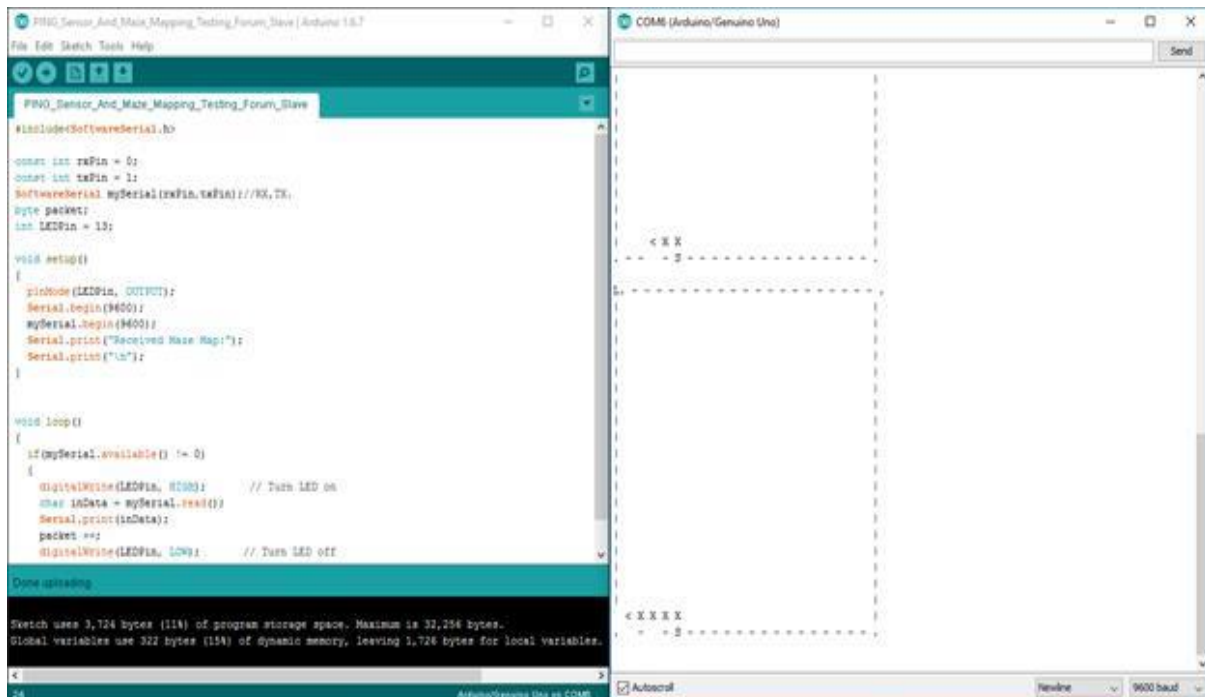 PING_Sensor_And_Maze_Mapping_Testing_Forum_Slave | Arduino 1.6.7
File Edit Sketch Tools Help
PING_Sensor_And_Maze_Mapping_Testing_Forum_Slave
#include<SoftwareSerial.h>
const int rxPin = 0;
const int txPin = 1;
SoftwareSerial mySerial(rxPin,txPin);//RX,TX.
byte packet;
int LEDPin = 13;
void setup()
{
pinMode(LEDPin, OUTPUT);
Serial.begin(9600);
mySerial.begin(9600);
Serial.print("Received Maze Map:");
Serial.print("\n");
}
void loop()
{
if(mySerial.available() != 0)
{
digitalWrite(LEDPin, HIGH); // Turn LED on
char inData = mySerial.read();
Serial.print(inData);
packet ++;
digitalWrite(LEDPin, LOW); // Turn LED off
Done uploading.
Sketch uses 3,724 bytes (11%) of program storage space. Maximum is 32,256 bytes.
Global variables use 322 bytes (15%) of dynamic memory, leaving 1,726 bytes for local variables.
24
Arduino/Genuino Uno on COM6
COM6 (Arduino/Genuino Uno)
Send
< X X
. - - - S - - - - - - - - - - - - - - - .
. - - - - - - - - - - - - - - - - - - - .
< X X X X
. - - S - - - - - - - - - - - - - - - .
Autoscroll
Newline
9600 baud